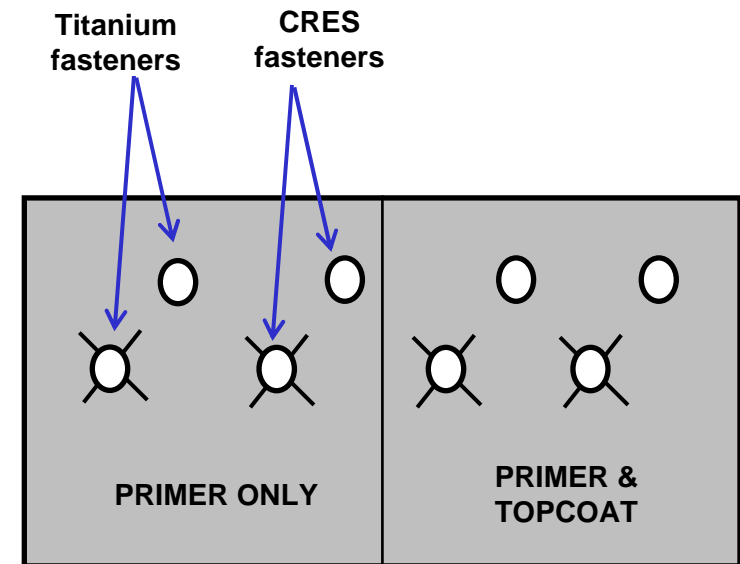 Titanium
fasteners
CRES
fasteners
PRIMER ONLY
PRIMER &
TOPCOAT